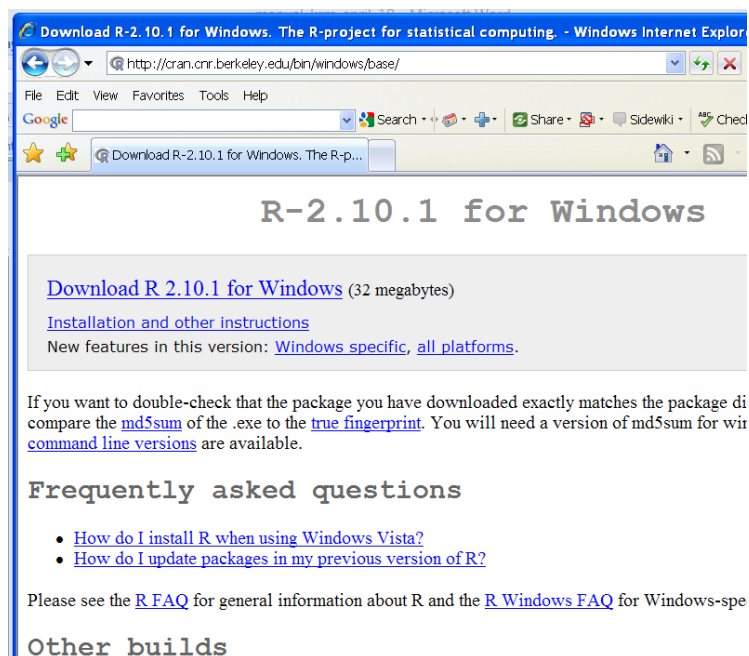 Download R-2.10.1 for Windows. The R-project for statistical computing. - Windows Internet Explore
http://cran.cnr.berkeley.edu/bin/windows/base/
File Edit View Favorites Tools Help
Google Search Share Sidewiki Check
Download R-2.10.1 for Windows. The R-p...
R-2.10.1 for Windows
Download R 2.10.1 for Windows (32 megabytes)
Installation and other instructions
New features in this version: Windows specific, all platforms.
If you want to double-check that the package you have downloaded exactly matches the package di
compare the md5sum of the .exe to the true fingerprint. You will need a version of md5sum for win
command line versions are available.
Frequently asked questions
• How do I install R when using Windows Vista?
• How do I update packages in my previous version of R?
Please see the R FAQ for general information about R and the R Windows FAQ for Windows-spe
Other builds